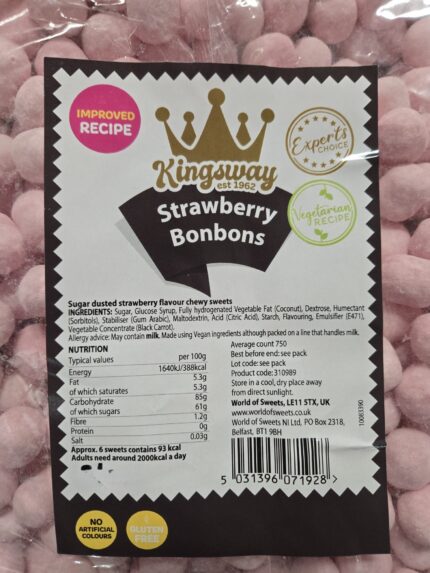 IMPROVED
RECIPE
Kingsway
est 1962
Experts
CHOICE
Vegetarian
RECIPE
Strawberry
Bonbons
Sugar dusted strawberry flavour chewy sweets
INGREDIENTS: Sugar, Glucose Syrup, Fully hydrogenated Vegetable Fat (Coconut), Dextrose, Humectant
(Sorbitols), Stabiliser (Gum Arabic), Maltodextrin, Acid (Citric Acid), Starch, Flavouring, Emulsifier (E471),
Vegetable Concentrate (Black Carrot).
Allergy advice: May contain milk. Made using Vegan ingredients although packed on a line that handles milk.
NUTRITION
Typical values per 100g
Energy 1640kJ/388kcal
Fat 5.3g
of which saturates 5.3g
Carbohydrate 85g
of which sugars 61g
Fibre 1.2g
Protein 0g
Salt 0.03g
Approx. 6 sweets contains 93 kcal
Adults need around 2000kcal a day
Average count 750
Best before end: see pack
Lot code: see pack
Product code: 310989
Store in a cool, dry place away
from direct sunlight.
World of Sweets, LE11 5TX, UK
www.worldofsweets.co.uk
World of Sweets NI Ltd, PO Box 2318,
Belfast, BT1 9BH
10083390
5 031396 071928 >
NO
ARTIFICIAL
COLOURS
GLUTEN
FREE